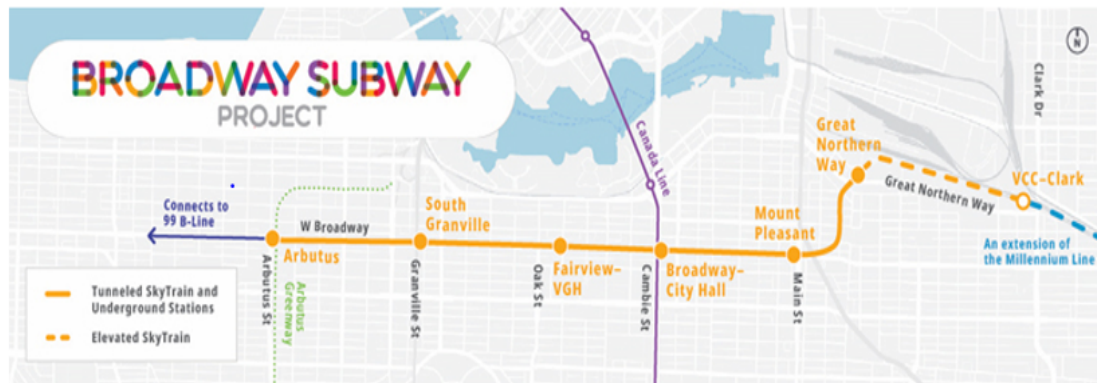 BROADWAY SUBWAY
PROJECT
N
Clark Dr
Canada Line
Great
Northern
Way
VCC–Clark
Great Northern Way
Connects to
99 B-Line
W Broadway
South
Granville
Mount
Pleasant
An extension of
the Millennium Line
Arbutus
Fairview–
VGH
Broadway–
City Hall
Arbutus St
Arbutus
Greenway
Granville St
Oak St
Cambie St
Main St
Tunneled SkyTrain and
Underground Stations
Elevated SkyTrain